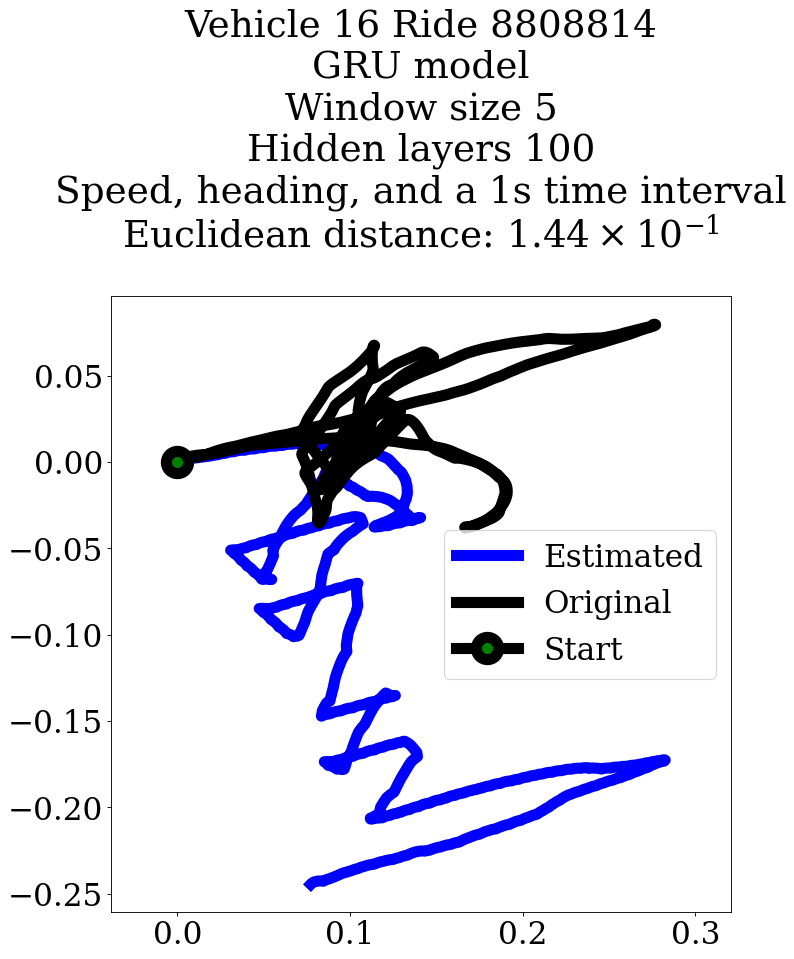 Vehicle 16 Ride 8808814
GRU model
Window size 5
Hidden layers 100
Speed, heading, and a 1s time interval
Euclidean distance: 1.44 × 10⁻¹
0.05
0.00
−0.05
−0.10
−0.15
−0.20
−0.25
Estimated
Original
Start
0.0 0.1 0.2 0.3